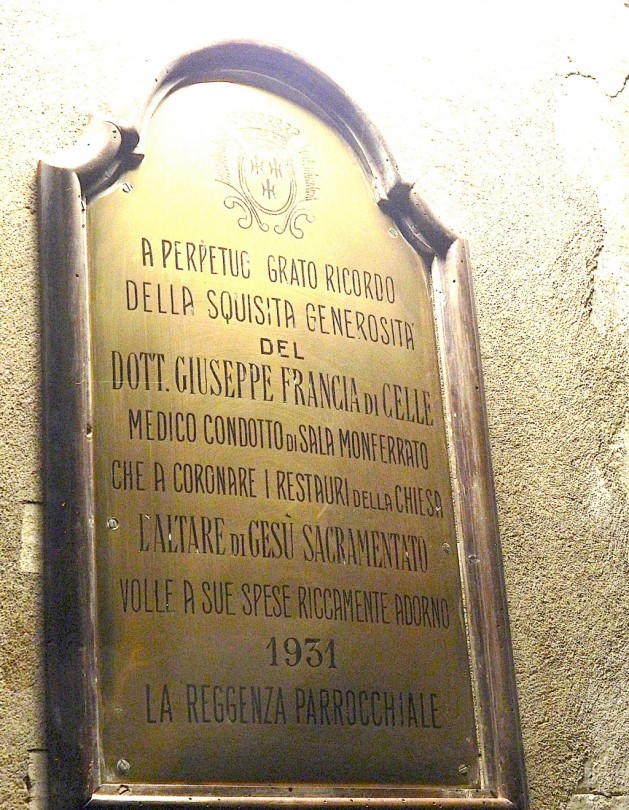 A PERPETUO GRATO RICORDO
DELLA SQUISITA GENEROSITÀ
DEL
DOTT. GIUSEPPE FRANCIA DI CELLE
MEDICO CONDOTTO DI SALA MONFERRATO
CHE A CORONARE I RESTAURI DELLA CHIESA
L'ALTARE DI GESÙ SACRAMENTATO
VOLLE A SUE SPESE RICCAMENTE ADORNO
1931
LA REGGENZA PARROCCHIALE